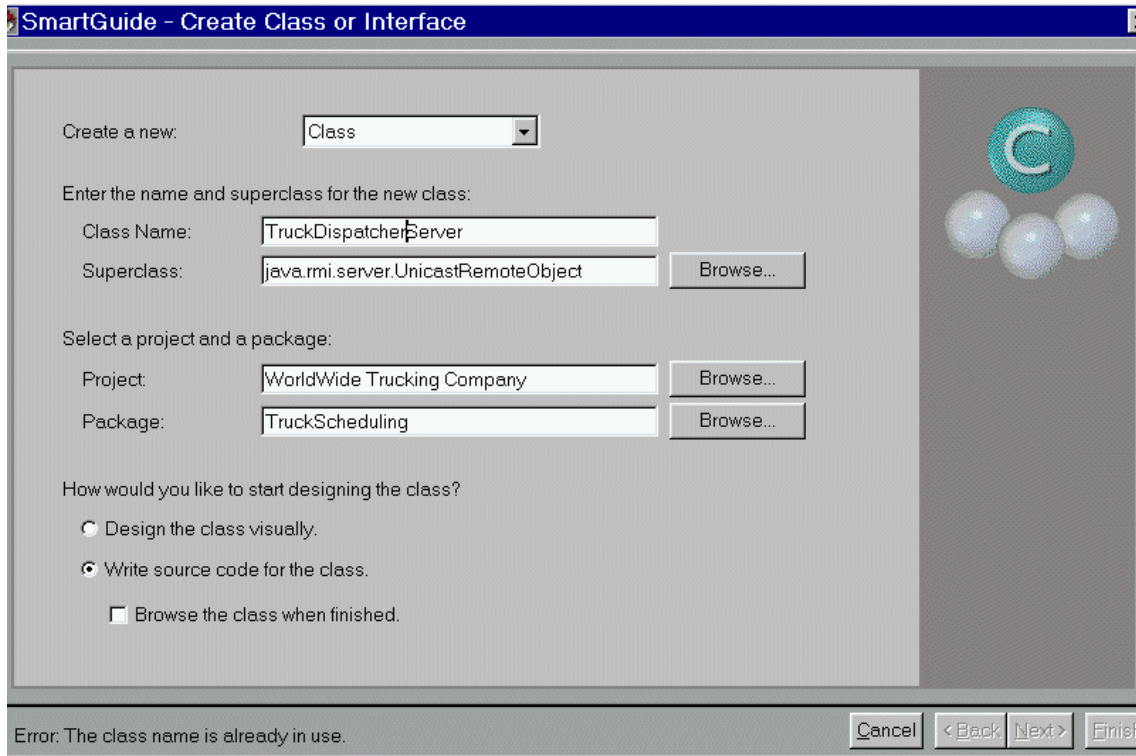 SmartGuide - Create Class or Interface
Create a new: Class
Enter the name and superclass for the new class:
Class Name: TruckDispatcherServer
Superclass: java.rmi.server.UnicastRemoteObject Browse...
Select a project and a package:
Project: WorldWide Trucking Company Browse...
Package: TruckScheduling Browse...
How would you like to start designing the class?
Design the class visually.
Write source code for the class.
Browse the class when finished.
C
Error: The class name is already in use. Cancel < Back Next > Finis